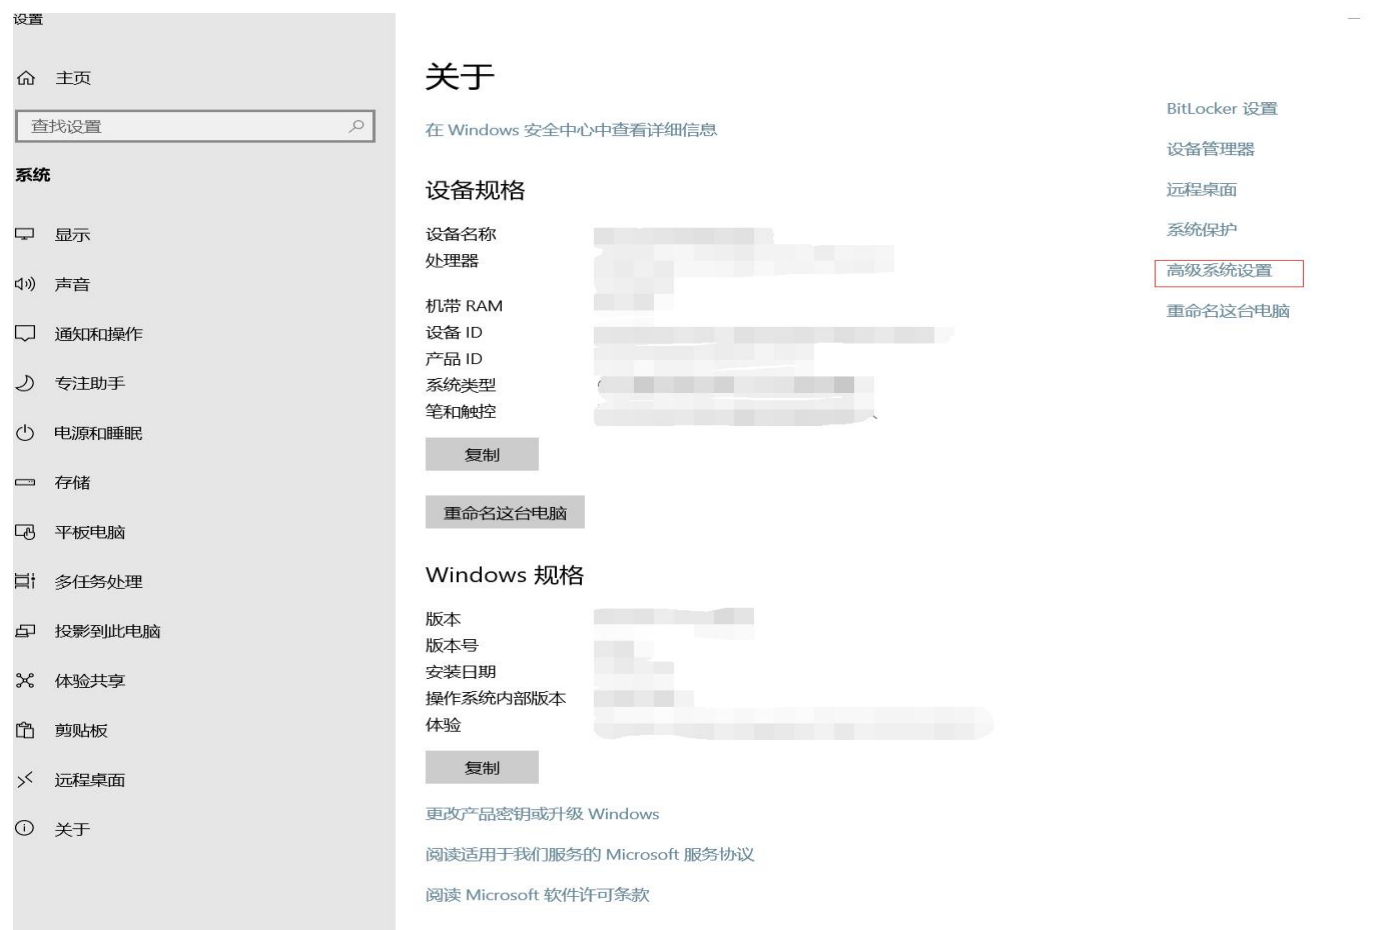 设置
主页
查找设置
系统
显示
声音
通知和操作
专注助手
电源和睡眠
存储
平板电脑
多任务处理
投影到此电脑
体验共享
剪贴板
远程桌面
关于
关于
在 Windows 安全中心中查看详细信息
设备规格
设备名称
处理器
机带 RAM
设备 ID
产品 ID
系统类型
笔和触控
复制
重命名这台电脑
Windows 规格
版本
版本号
安装日期
操作系统内部版本
体验
复制
更改产品密钥或升级 Windows
阅读适用于我们服务的 Microsoft 服务协议
阅读 Microsoft 软件许可条款
BitLocker 设置
设备管理器
远程桌面
系统保护
高级系统设置
重命名这台电脑